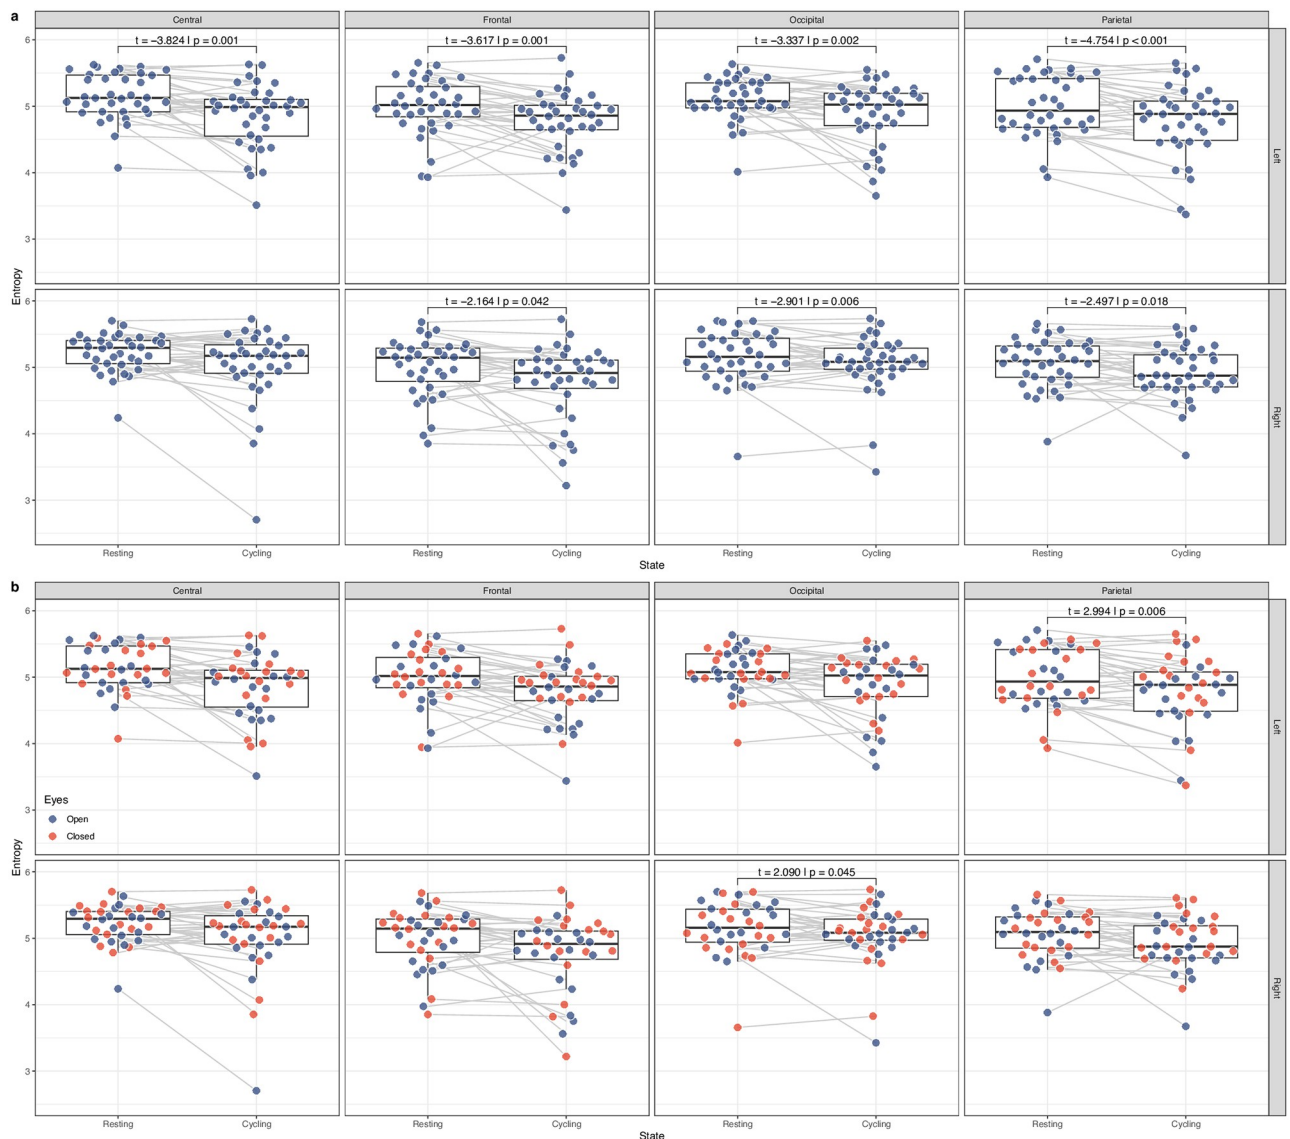 a
Central Frontal Occipital Parietal
t = −3.824 | p = 0.001 t = −3.617 | p = 0.001 t = −3.337 | p = 0.002 t = −4.754 | p < 0.001
6
5
4
3
Left
Entropy
t = −2.164 | p = 0.042 t = −2.901 | p = 0.006 t = −2.497 | p = 0.018
6
5
4
3
Right
Resting Cycling Resting Cycling Resting Cycling Resting Cycling
State
b
Central Frontal Occipital Parietal
t = 2.994 | p = 0.006
6
5
4
3
Left
Eyes
Open
Closed
Entropy
t = 2.090 | p = 0.045
6
5
4
3
Right
Resting Cycling Resting Cycling Resting Cycling Resting Cycling
State